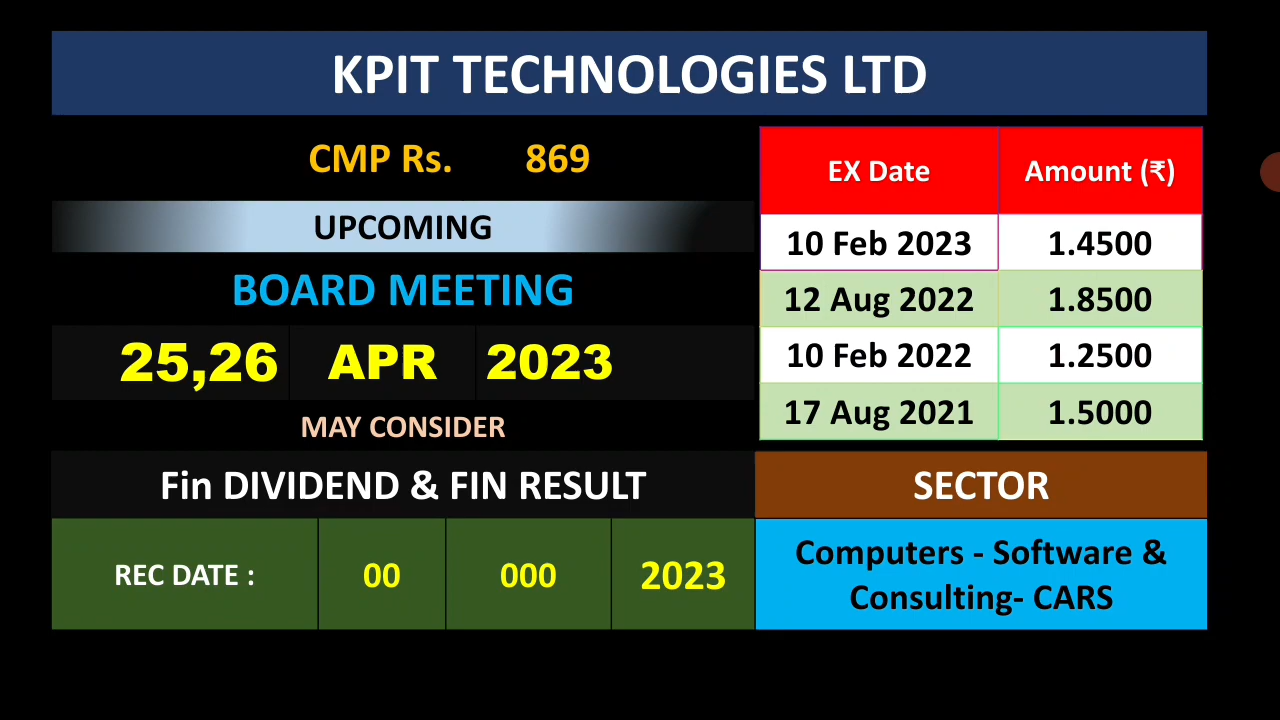 KPIT TECHNOLOGIES LTD
CMP Rs. 869
UPCOMING
BOARD MEETING
25,26 APR 2023
MAY CONSIDER
Fin DIVIDEND & FIN RESULT
REC DATE : 00 000 2023
EX Date Amount (₹)
10 Feb 2023 1.4500
12 Aug 2022 1.8500
10 Feb 2022 1.2500
17 Aug 2021 1.5000
SECTOR
Computers - Software &
Consulting- CARS